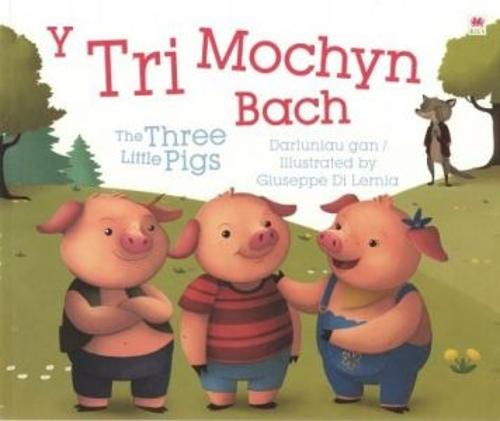 Y Tri Mochyn
Bach
The Three
Little Pigs
Darluniau gan /
Illustrated by
Giuseppe Di Lernia